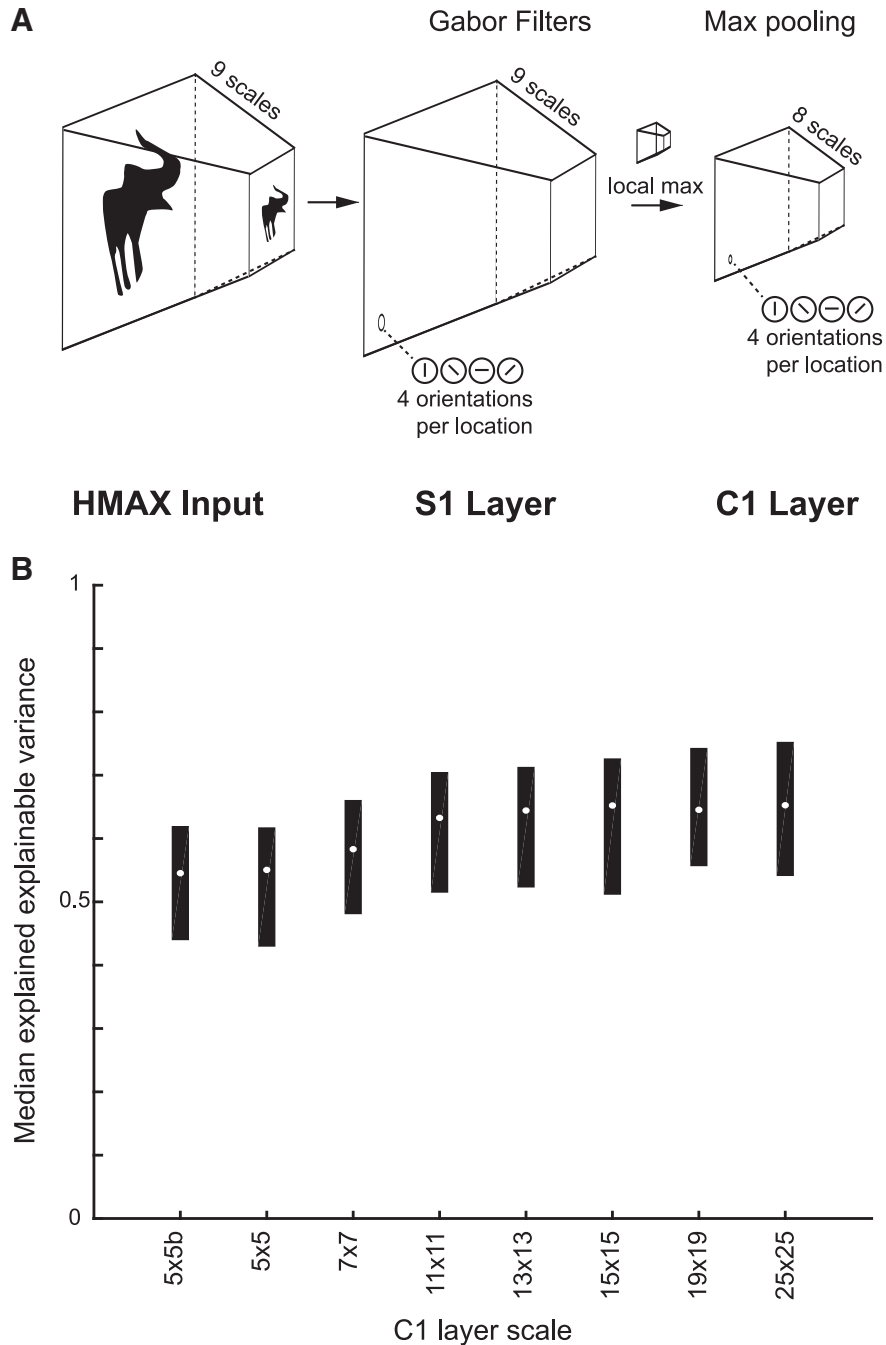 A
Gabor Filters
Max pooling
9 scales
9 scales
8 scales
local max
4 orientations
per location
4 orientations
per location
HMAX Input
S1 Layer
C1 Layer
B
Median explained explainable variance
1
0.5
0
5x5b
5x5
7x7
11x11
13x13
15x15
19x19
25x25
C1 layer scale